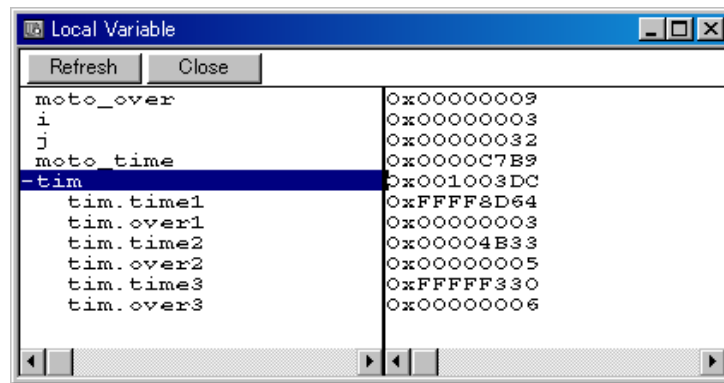 Local Variable
Refresh Close
moto_over 0x00000009
i 0x00000003
j 0x00000032
moto_time 0x0000C7B9
-tim 0x001003DC
tim.time1 0xFFFF8D64
tim.over1 0x00000003
tim.time2 0x00004B33
tim.over2 0x00000005
tim.time3 0xFFFFF330
tim.over3 0x00000006